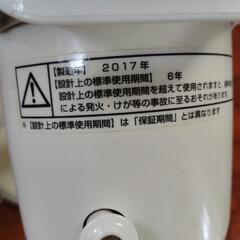 【製造年】 2017年
【設計上の標準使用期間】 6年
設計上の標準使用期間を超えて使用されますと、
による発火・けが等の事故に至るおそれがあります。
※【設計上の標準使用期間】は「保証期間」とは異なります